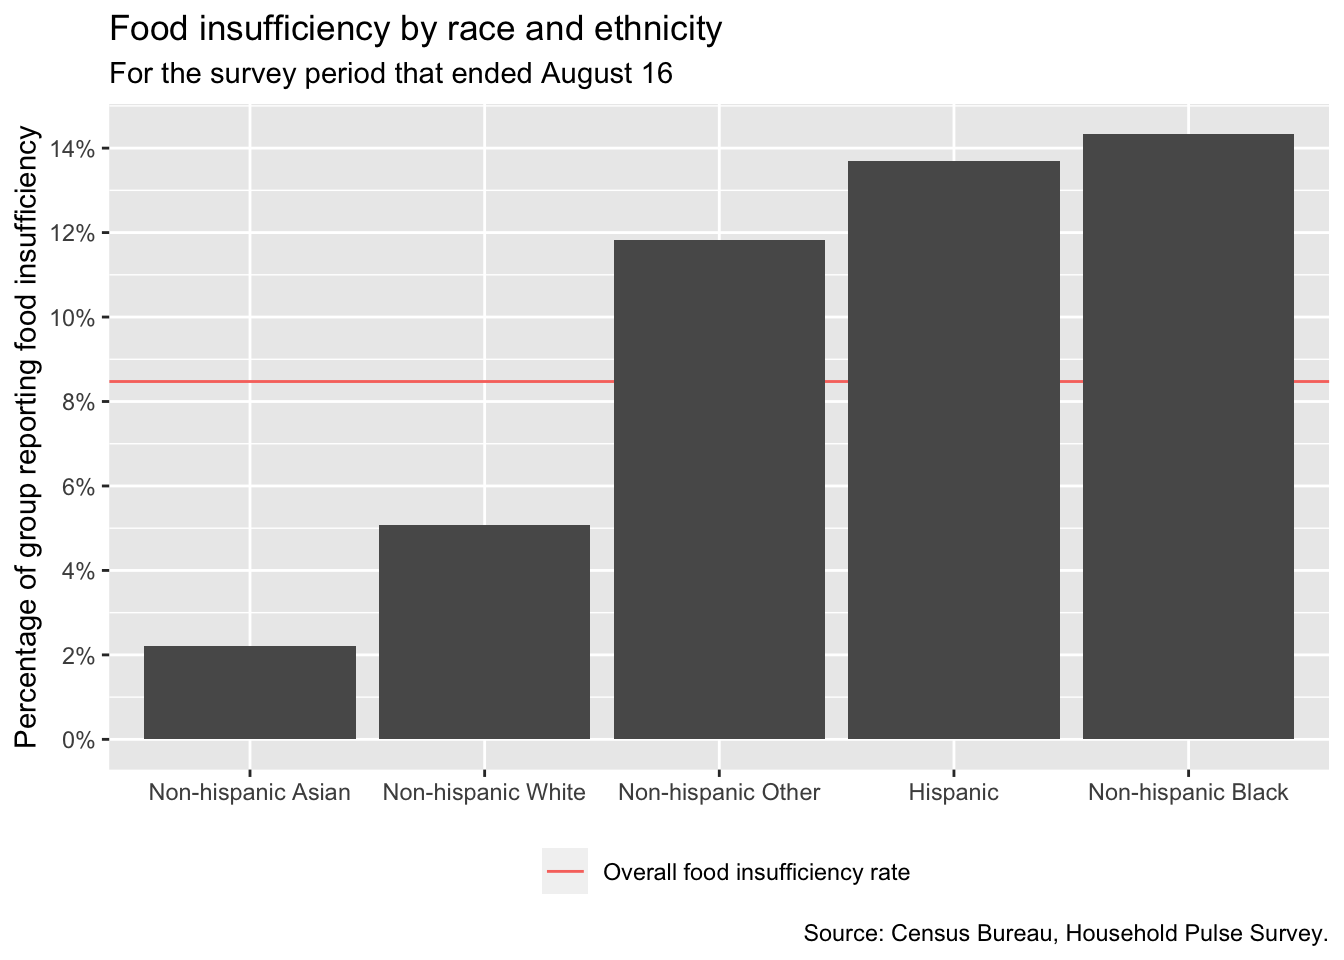 Food insufficiency by race and ethnicity
For the survey period that ended August 16
Percentage of group reporting food insufficiency
14%
12%
10%
8%
6%
4%
2%
0%
Non-hispanic Asian
Non-hispanic White
Non-hispanic Other
Hispanic
Non-hispanic Black
Overall food insufficiency rate
Source: Census Bureau, Household Pulse Survey.